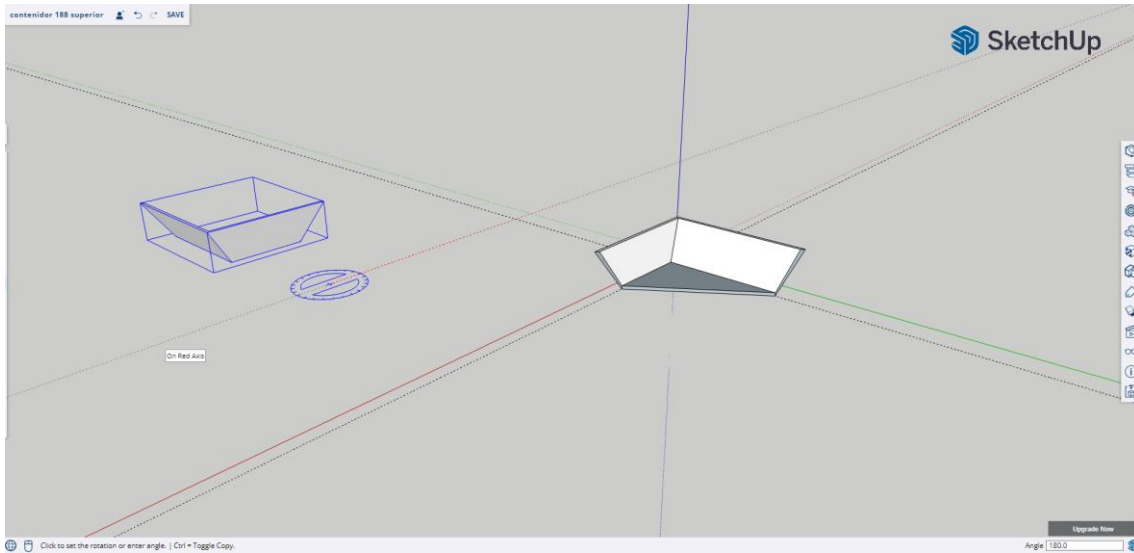 contenidor 188 superior SAVE
SketchUp
On Red Axis
Upgrade Now
Click to set the rotation or enter angle. | Ctrl = Toggle Copy. Angle 180.0